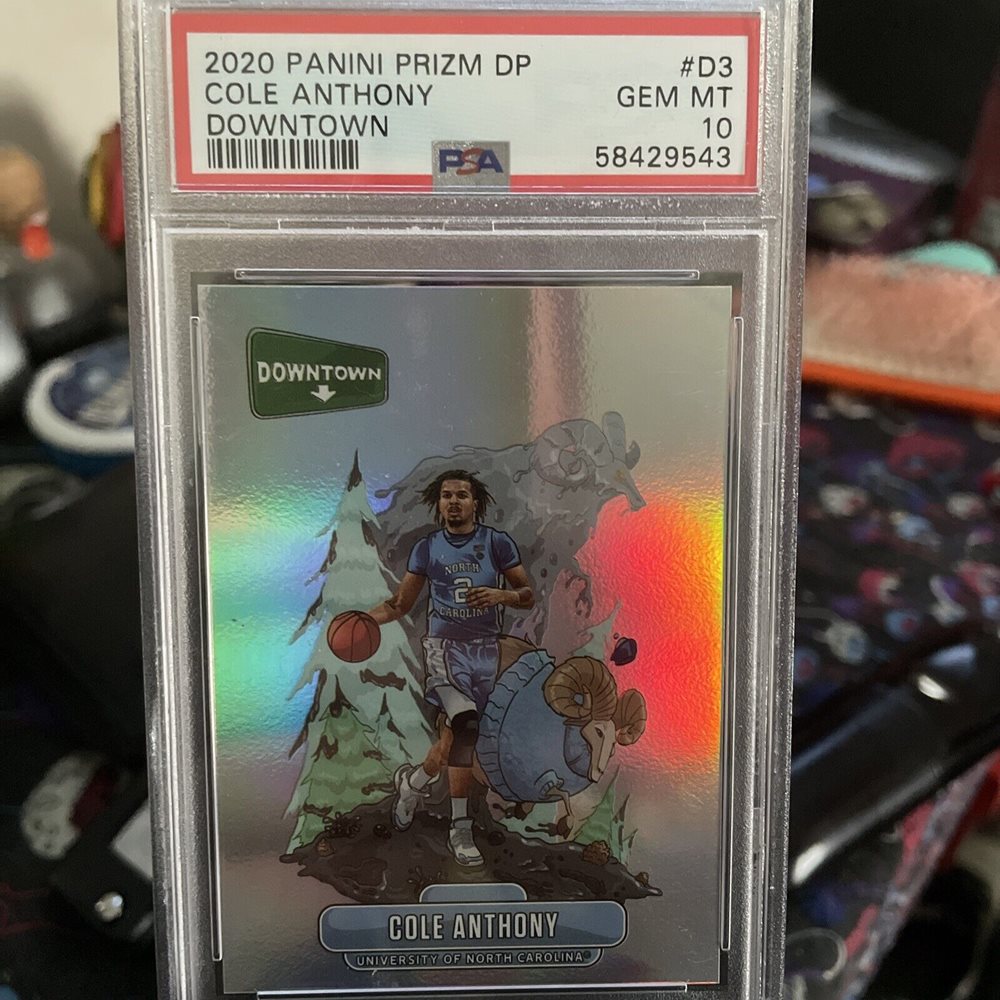 2020 PANINI PRIZM DP #D3
COLE ANTHONY GEM MT
DOWNTOWN 10
PSA 58429543
DOWNTOWN
NORTH
2
CAROLINA
COLE ANTHONY
UNIVERSITY OF NORTH CAROLINA